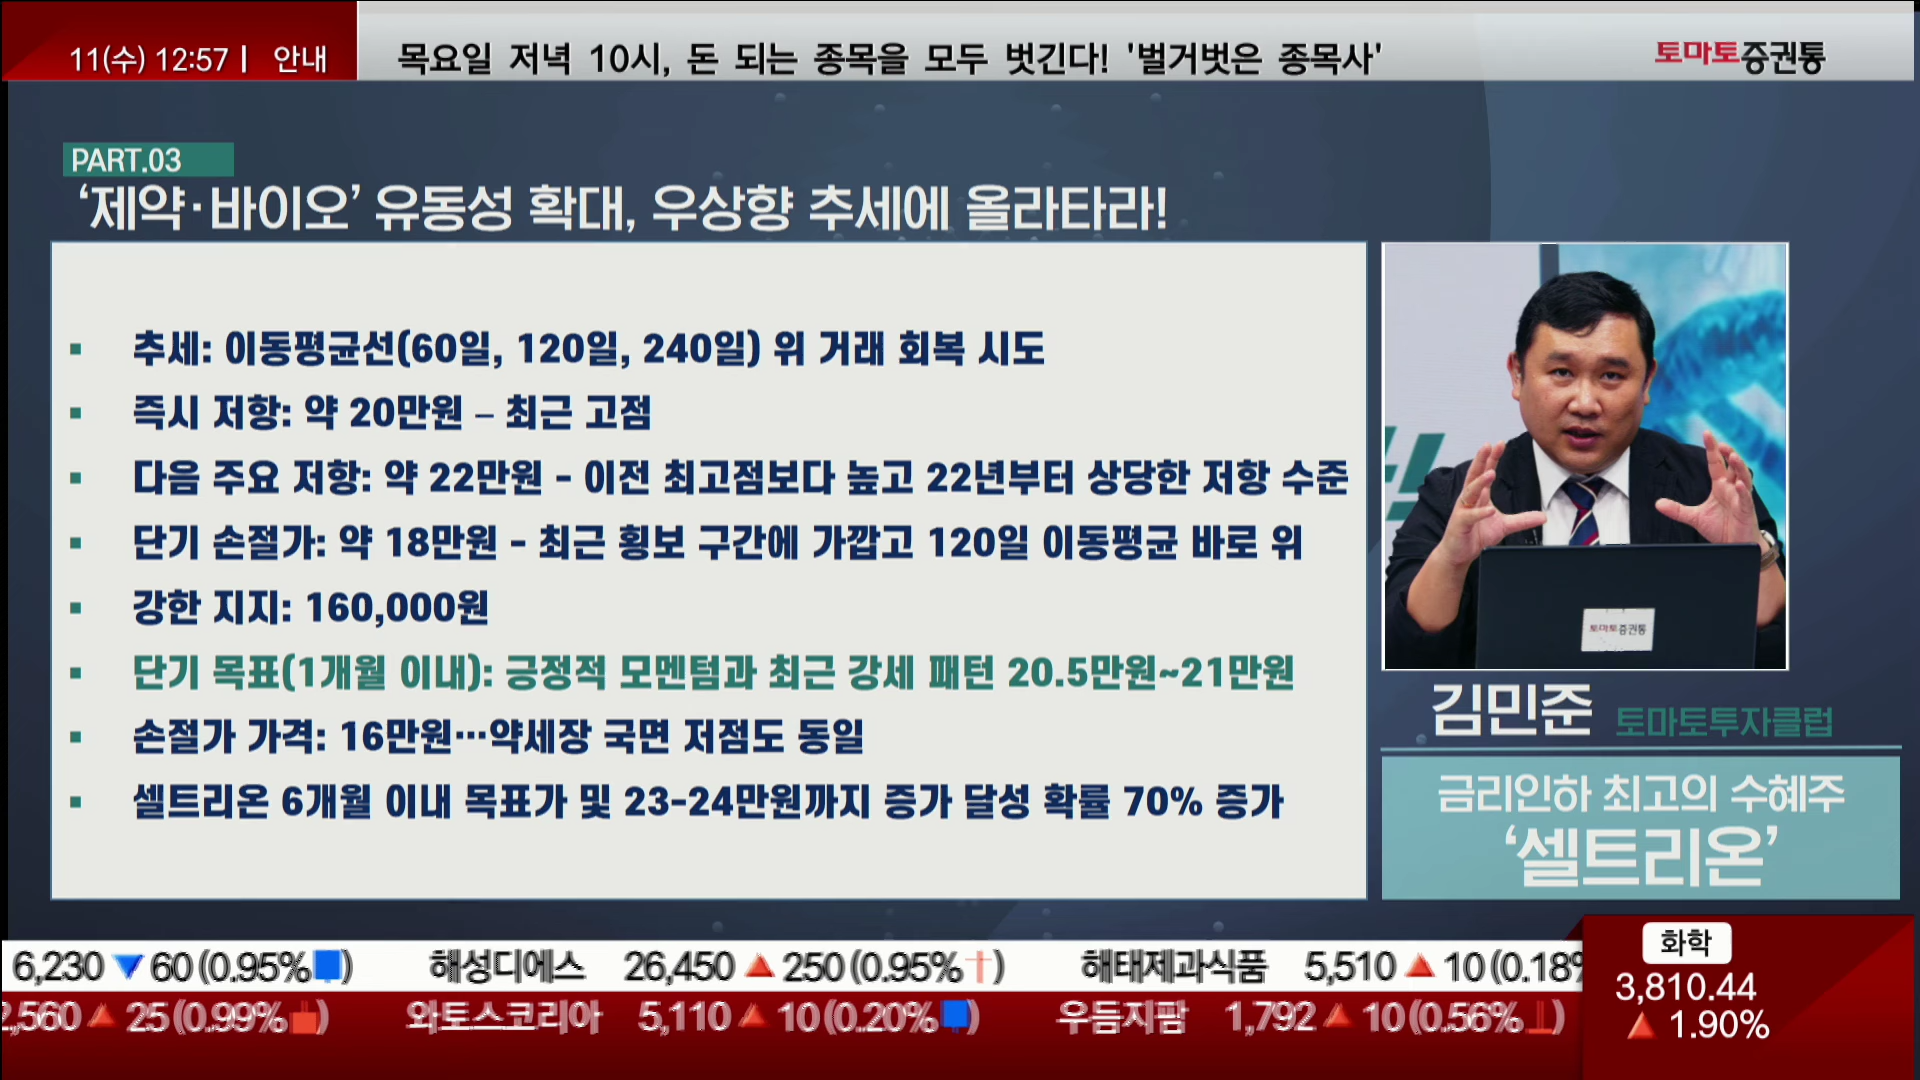 11(수) 12:57 | 안내
목요일 저녁 10시, 돈 되는 종목을 모두 벗긴다! '벌거벗은 종목사'
토마토증권통
PART.03
‘제약·바이오’ 유동성 확대, 우상향 추세에 올라타라!
▪ 추세: 이동평균선(60일, 120일, 240일) 위 거래 회복 시도
▪ 즉시 저항: 약 20만원 – 최근 고점
▪ 다음 주요 저항: 약 22만원 - 이전 최고점보다 높고 22년부터 상당한 저항 수준
▪ 단기 손절가: 약 18만원 - 최근 횡보 구간에 가깝고 120일 이동평균 바로 위
▪ 강한 지지: 160,000원
▪ 단기 목표(1개월 이내): 긍정적 모멘텀과 최근 강세 패턴 20.5만원~21만원
▪ 손절가 가격: 16만원…약세장 국면 저점도 동일
▪ 셀트리온 6개월 이내 목표가 및 23-24만원까지 증가 달성 확률 70% 증가
토마토증권통
김민준 토마토투자클럽
금리인하 최고의 수혜주
‘셀트리온’
6,230 ▼ 60 (0.95%) 해성디에스 26,450 ▲ 250 (0.95%) 해태제과식품 5,510 ▲ 10 (0.18%
2,560 ▲ 25 (0.99%) 와토스코리아 5,110 ▲ 10 (0.20%) 우듬지팜 1,792 ▲ 10 (0.56%)
화학
3,810.44
▲ 1.90%